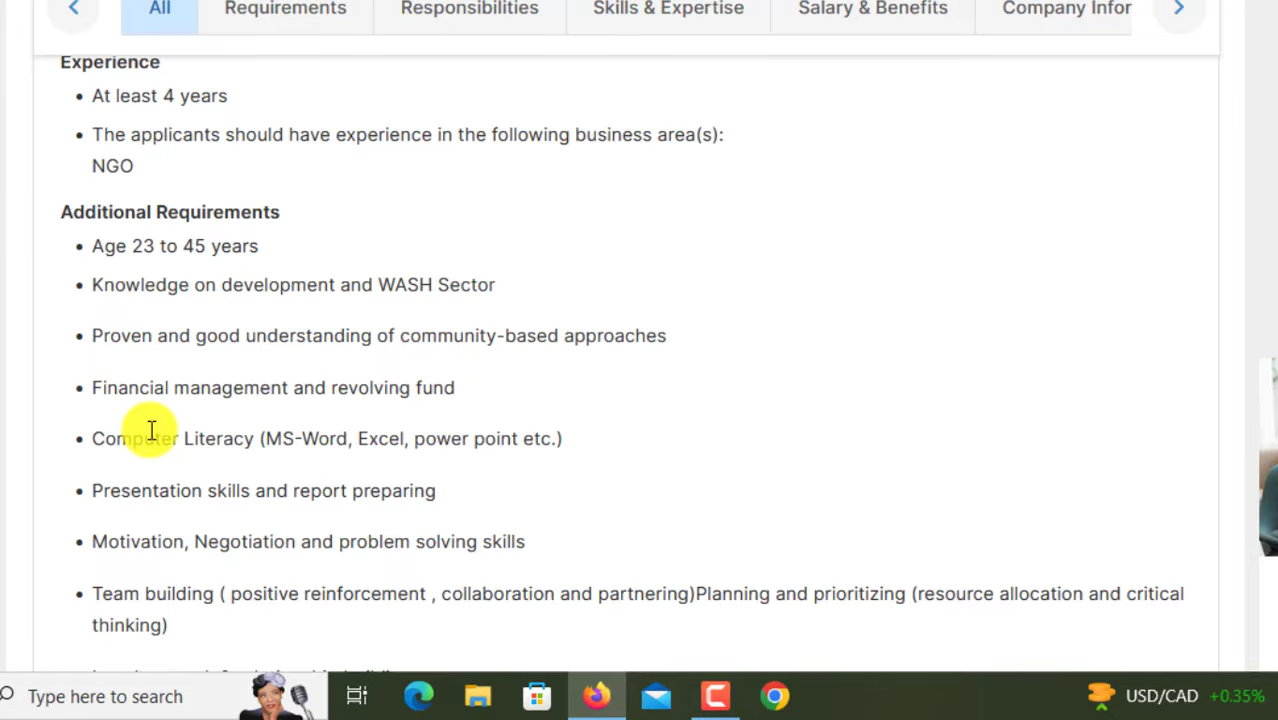 All
Requirements
Responsibilities
Skills & Expertise
Salary & Benefits
Company Infor
Experience
• At least 4 years
• The applicants should have experience in the following business area(s):
NGO
Additional Requirements
• Age 23 to 45 years
• Knowledge on development and WASH Sector
• Proven and good understanding of community-based approaches
• Financial management and revolving fund
• Computer Literacy (MS-Word, Excel, power point etc.)
• Presentation skills and report preparing
• Motivation, Negotiation and problem solving skills
• Team building ( positive reinforcement , collaboration and partnering)Planning and prioritizing (resource allocation and critical
thinking)
Type here to search
USD/CAD +0.35%